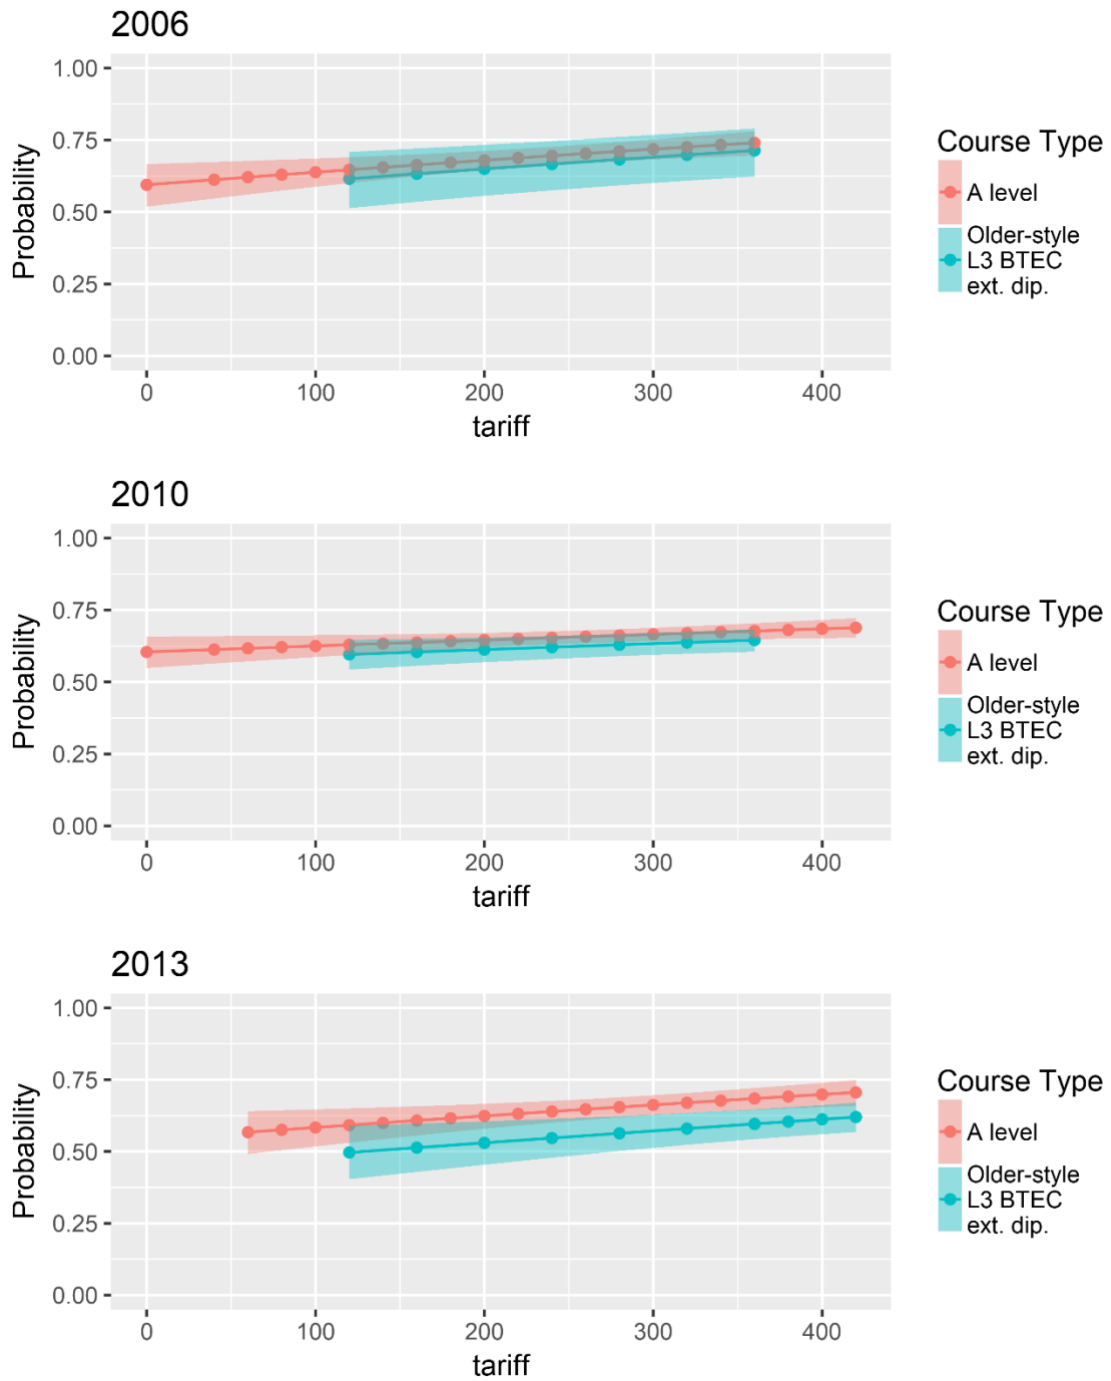 2006
1.00
0.75
0.50
0.25
0.00
Probability
0 100 200 300 400
tariff
Course Type
A level
Older-style
L3 BTEC
ext. dip.
2010
1.00
0.75
0.50
0.25
0.00
Probability
0 100 200 300 400
tariff
Course Type
A level
Older-style
L3 BTEC
ext. dip.
2013
1.00
0.75
0.50
0.25
0.00
Probability
0 100 200 300 400
tariff
Course Type
A level
Older-style
L3 BTEC
ext. dip.